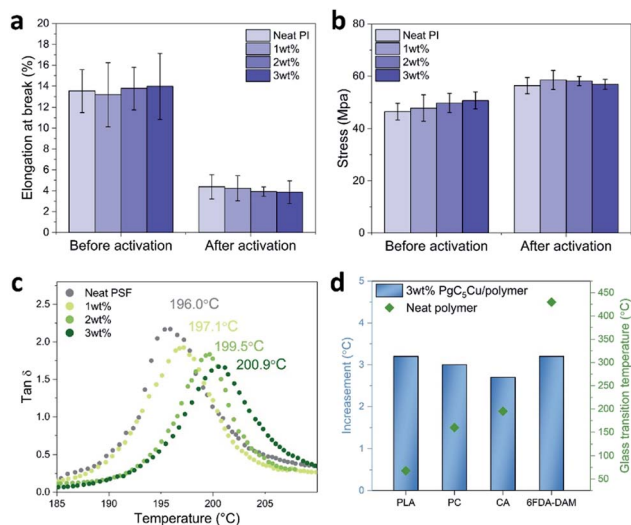 a
Elongation at break (%)
20
18
16
14
12
10
8
6
4
2
0
Neat PI
1wt%
2wt%
3wt%
Before activation
After activation
b
Stress (Mpa)
80
60
40
20
0
Neat PI
1wt%
2wt%
3wt%
Before activation
After activation
c
Tan δ
2.5
2.0
1.5
1.0
0.5
0.0
Neat PSF
1wt%
2wt%
3wt%
196.0°C
197.1°C
199.5°C
200.9°C
185
190
195
200
205
Temperature (°C)
d
Increasement (°C)
5
4
3
2
1
0
3wt% PgC₅Cu/polymer
Neat polymer
450
400
350
300
250
200
150
100
50
Glass transition temperature (°C)
PLA
PC
CA
6FDA-DAM